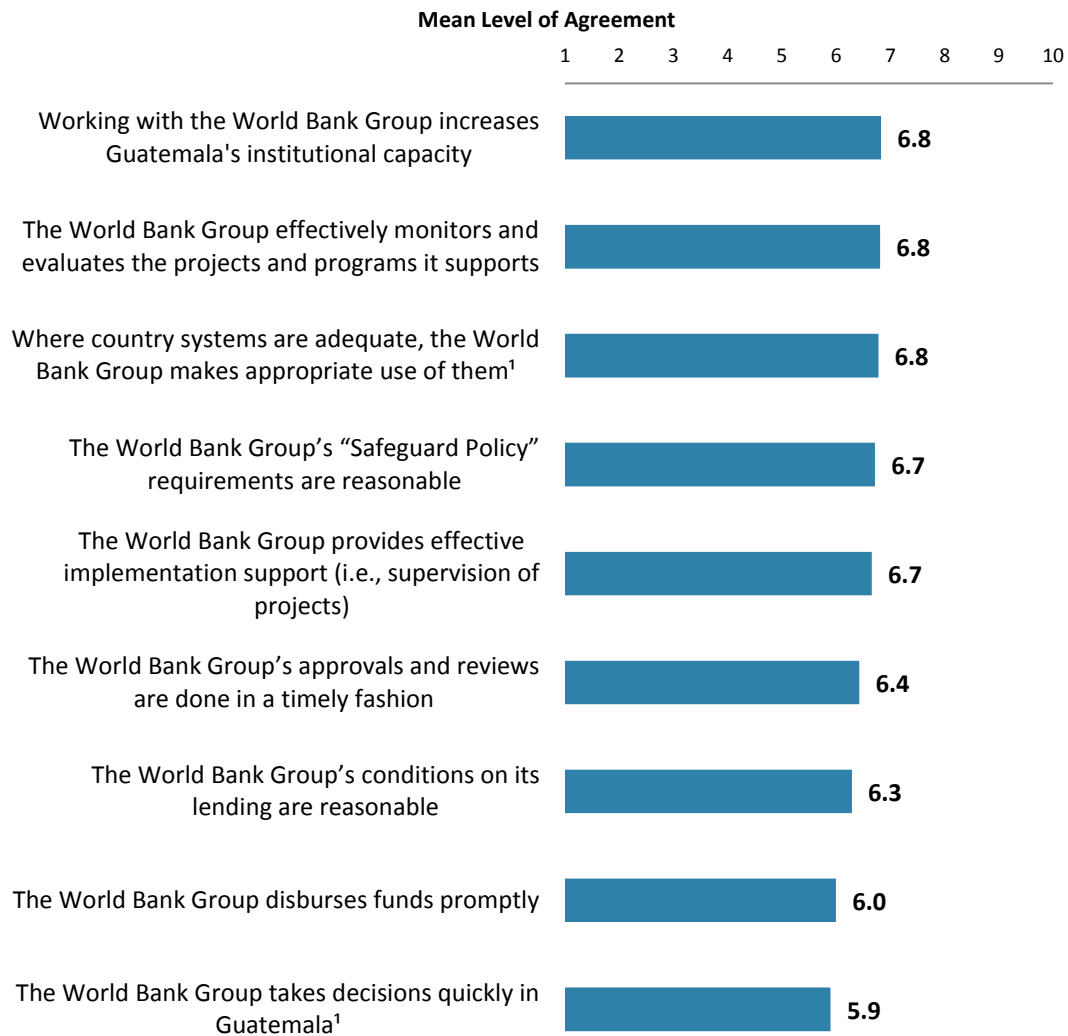 Mean Level of Agreement
1 2 3 4 5 6 7 8 9 10
Working with the World Bank Group increases
Guatemala's institutional capacity
6.8
The World Bank Group effectively monitors and
evaluates the projects and programs it supports
6.8
Where country systems are adequate, the World
Bank Group makes appropriate use of them¹
6.8
The World Bank Group’s “Safeguard Policy”
requirements are reasonable
6.7
The World Bank Group provides effective
implementation support (i.e., supervision of
projects)
6.7
The World Bank Group’s approvals and reviews
are done in a timely fashion
6.4
The World Bank Group’s conditions on its
lending are reasonable
6.3
The World Bank Group disburses funds promptly
6.0
The World Bank Group takes decisions quickly in
Guatemala¹
5.9